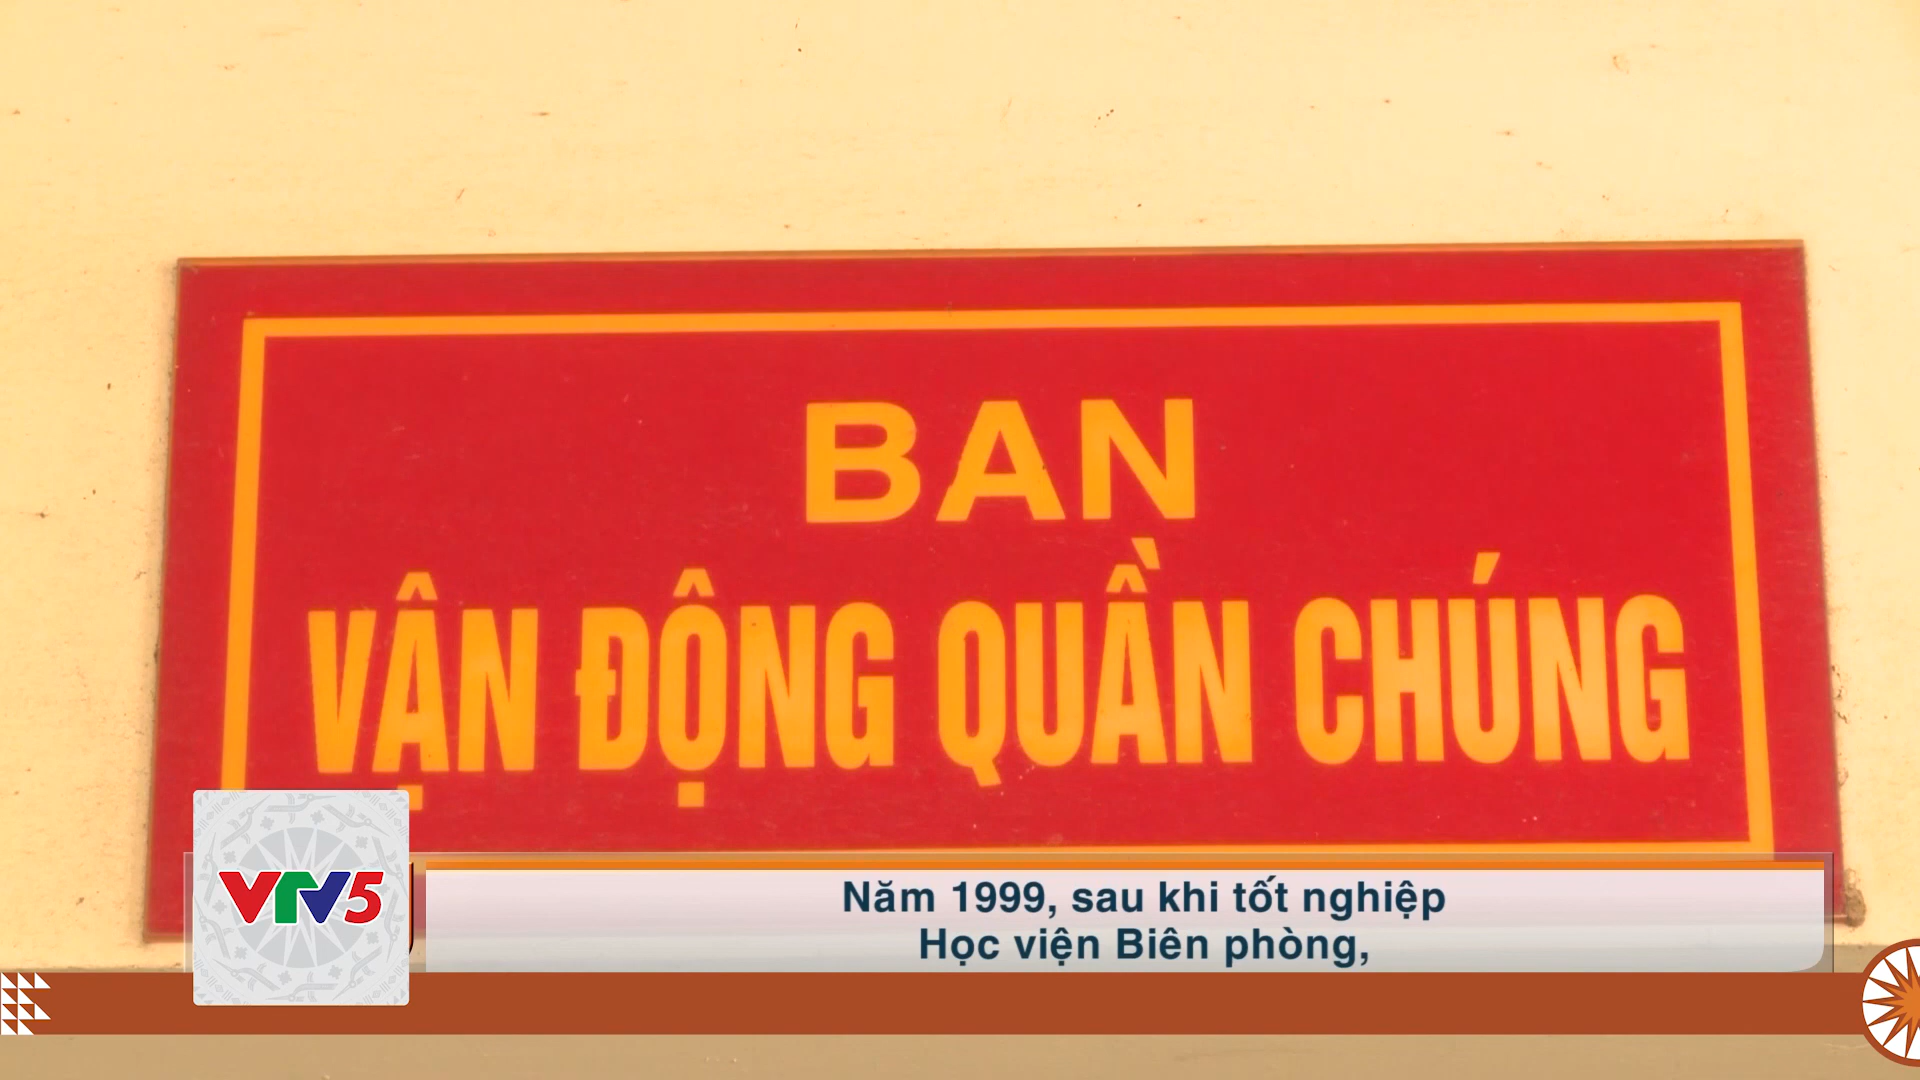 BAN
VẬN ĐỘNG QUẦN CHÚNG
VTV5
Năm 1999, sau khi tốt nghiệp
Học viện Biên phòng,